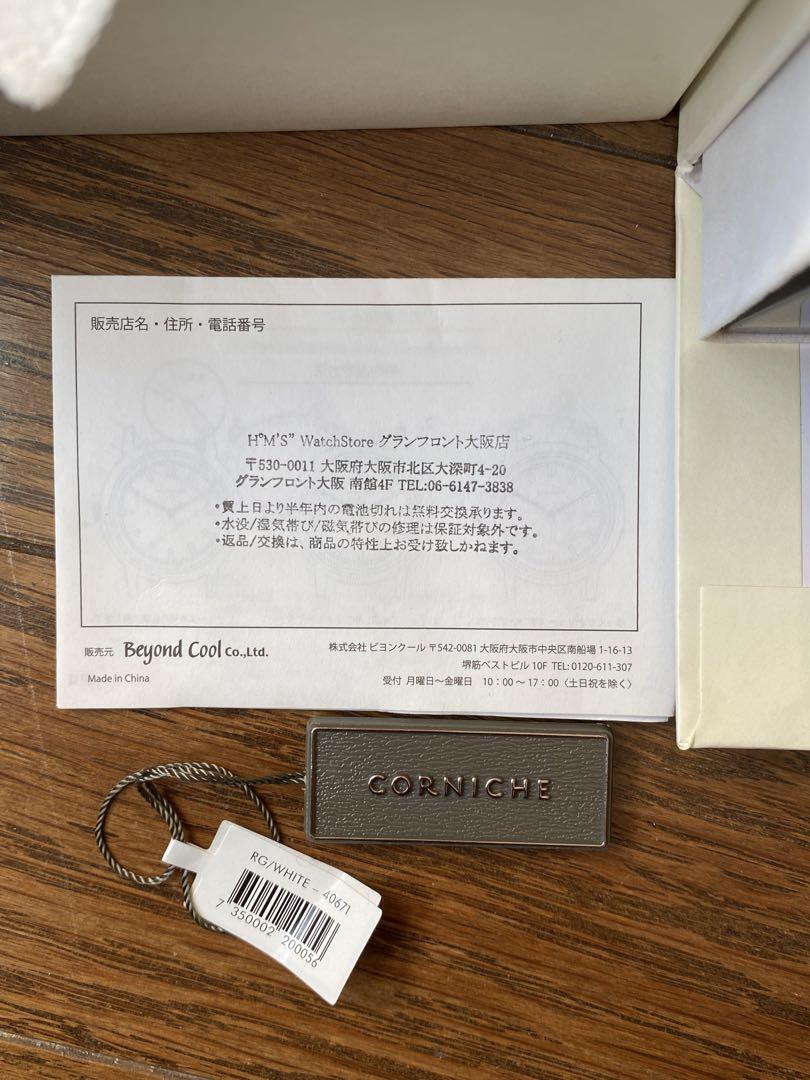 販売店名・住所・電話番号
H°M'S” WatchStore グランフロント大阪店
〒530-0011 大阪府大阪市北区大深町4-20
グランフロント大阪 南館4F TEL:06-6147-3838
•買上日より半年内の電池切れは無料交換承ります。
•水没/湿気帯び/磁気帯びの修理は保証対象外です。
•返品/交換は、商品の特性上お受け致しかねます。
販売元 Beyond Cool Co.,Ltd.
株式会社 ビヨンクール 〒542-0081 大阪府大阪市中央区南船場 1-16-13
堺筋ベストビル 10F TEL: 0120-611-307
Made in China
受付 月曜日〜金曜日 10：00 〜 17：00〈土日祝を除く〉
CORNICHE
RG/WHITE – 40671
7 350002 200056